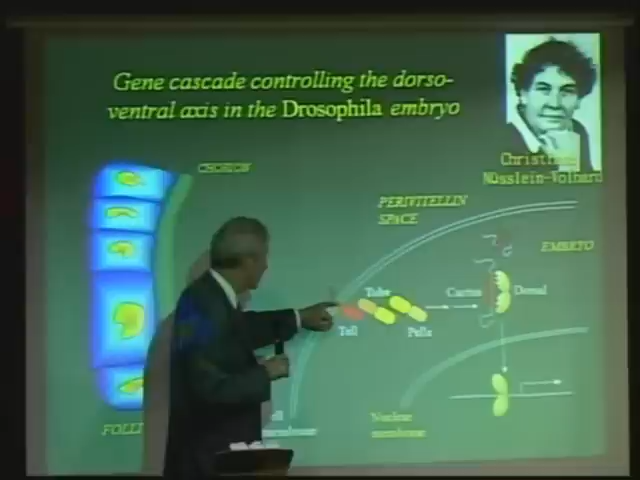 Gene cascade controlling the dorso-
ventral axis in the Drosophila embryo
Christiane
Nüsslein-Volhard
CHORION
PERIVITELLIN
SPACE
EMBRYO
Tube
Cactus
Dorsal
Toll
Pelle
Nuclear
membrane